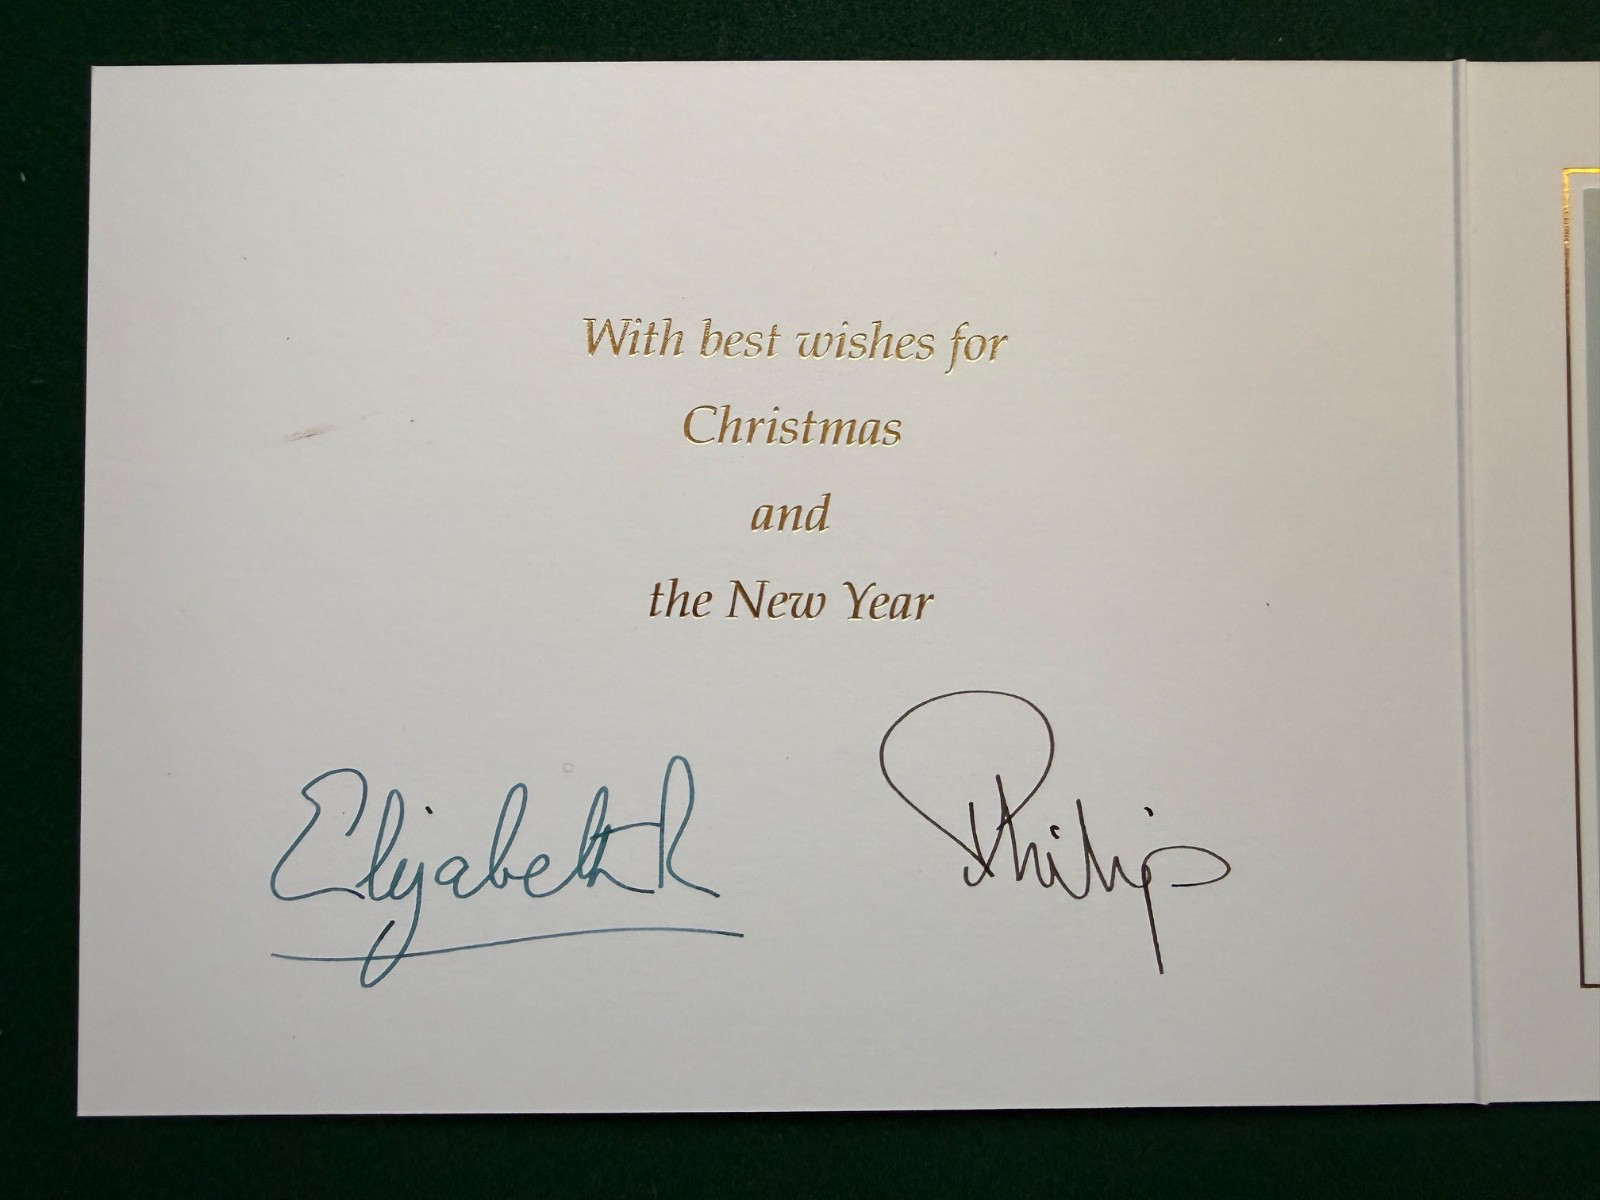 With best wishes for
Christmas
and
the New Year
Elizabeth R Philip